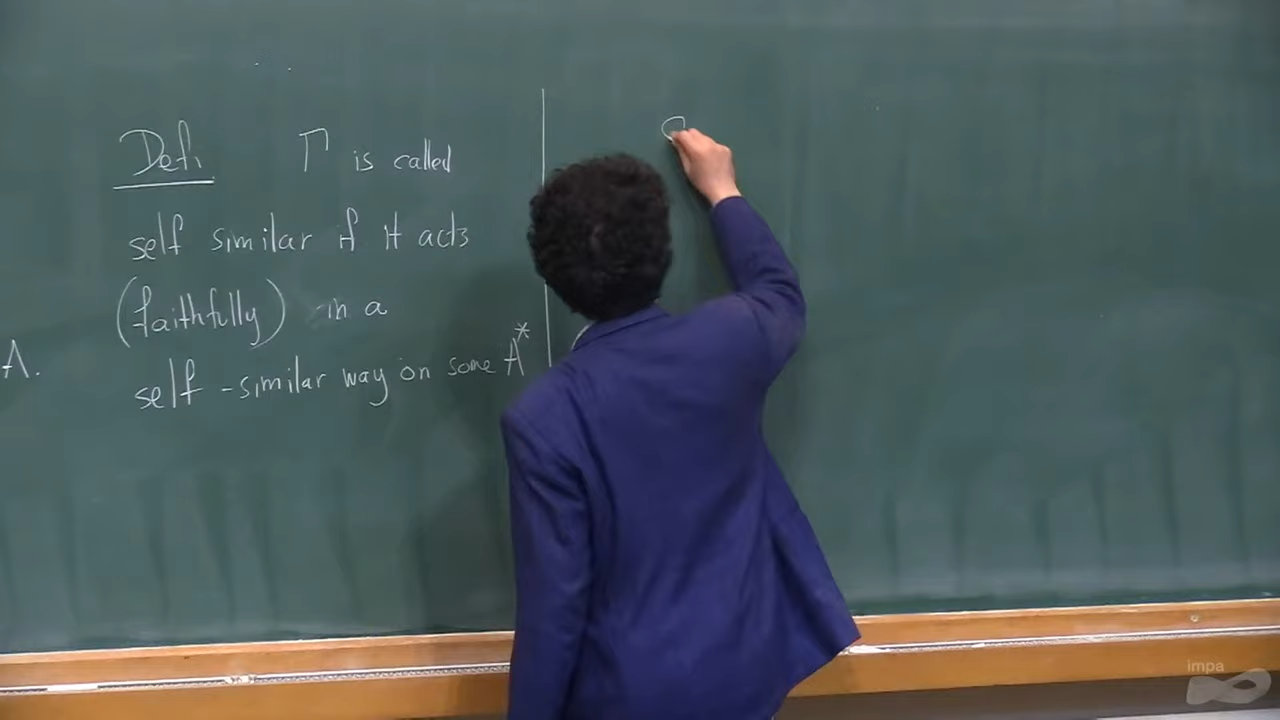 Def: Γ is called
self similar if it acts
(faithfully) in a
self-similar way on some A*
A.
impa